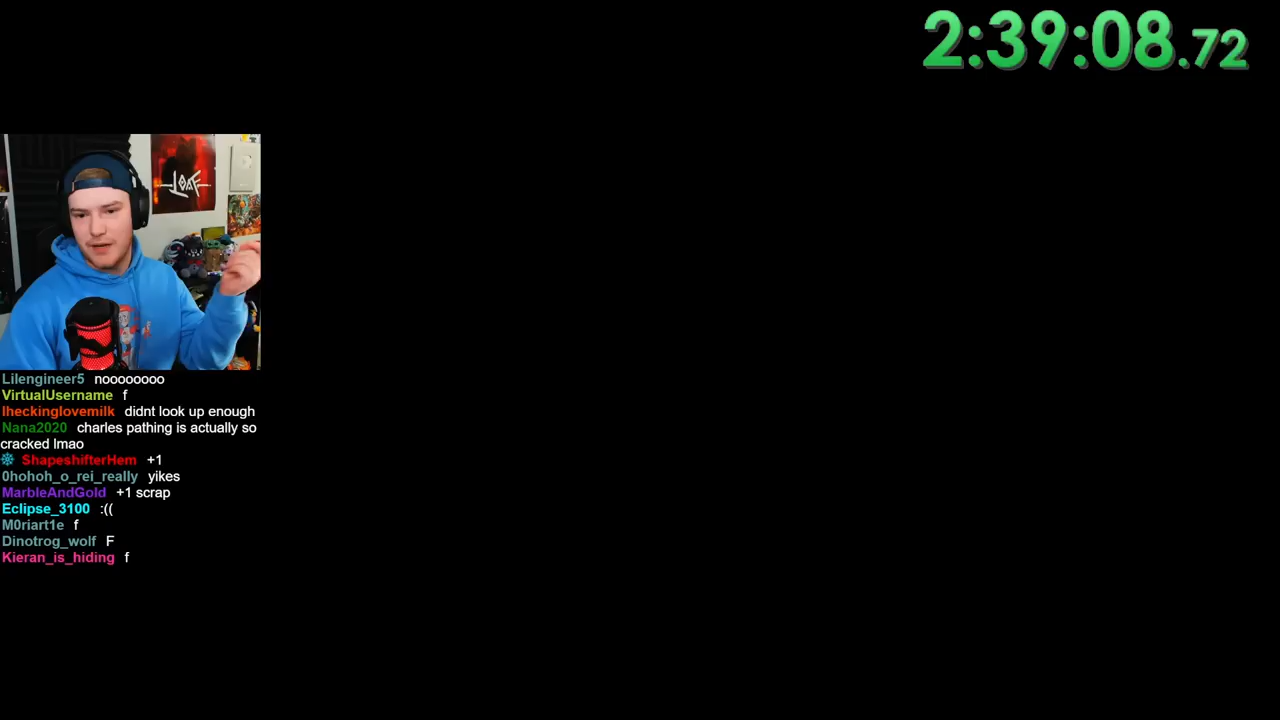 2:39:08.72
LOAF
Lilengineer5 noooooooo
VirtualUsername f
Iheckinglovemilk didnt look up enough
Nana2020 charles pathing is actually so
cracked lmao
ShapeshifterHem +1
0hohoh_o_rei_really yikes
MarbleAndGold +1 scrap
Eclipse_3100 :((
M0riart1e f
Dinotrog_wolf F
Kieran_is_hiding f